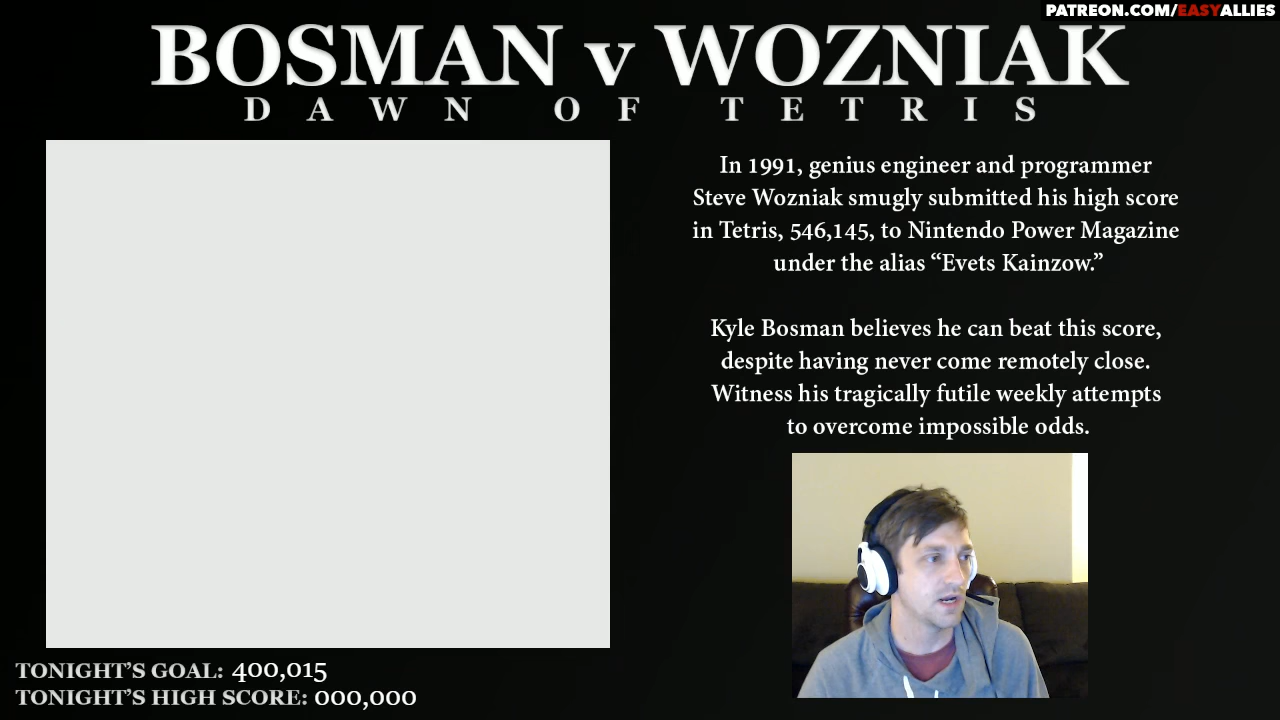 PATREON.COM/EASYALLIES
BOSMAN v WOZNIAK
DAWN OF TETRIS
In 1991, genius engineer and programmer
Steve Wozniak smugly submitted his high score
in Tetris, 546,145, to Nintendo Power Magazine
under the alias “Evets Kainzow.”
Kyle Bosman believes he can beat this score,
despite having never come remotely close.
Witness his tragically futile weekly attempts
to overcome impossible odds.
TONIGHT’S GOAL: 400,015
TONIGHT’S HIGH SCORE: 000,000